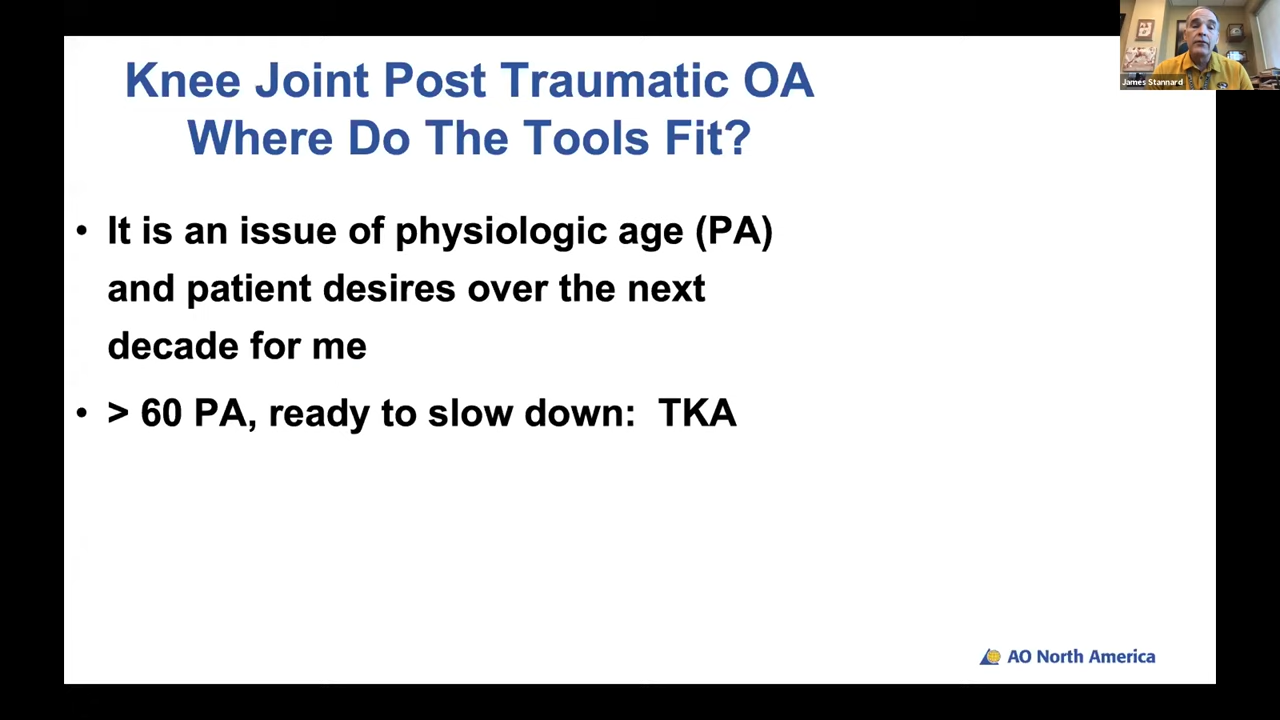 Knee Joint Post Traumatic OA
Where Do The Tools Fit?
• It is an issue of physiologic age (PA)
and patient desires over the next
decade for me
• > 60 PA, ready to slow down: TKA
AO North America
James Stannard